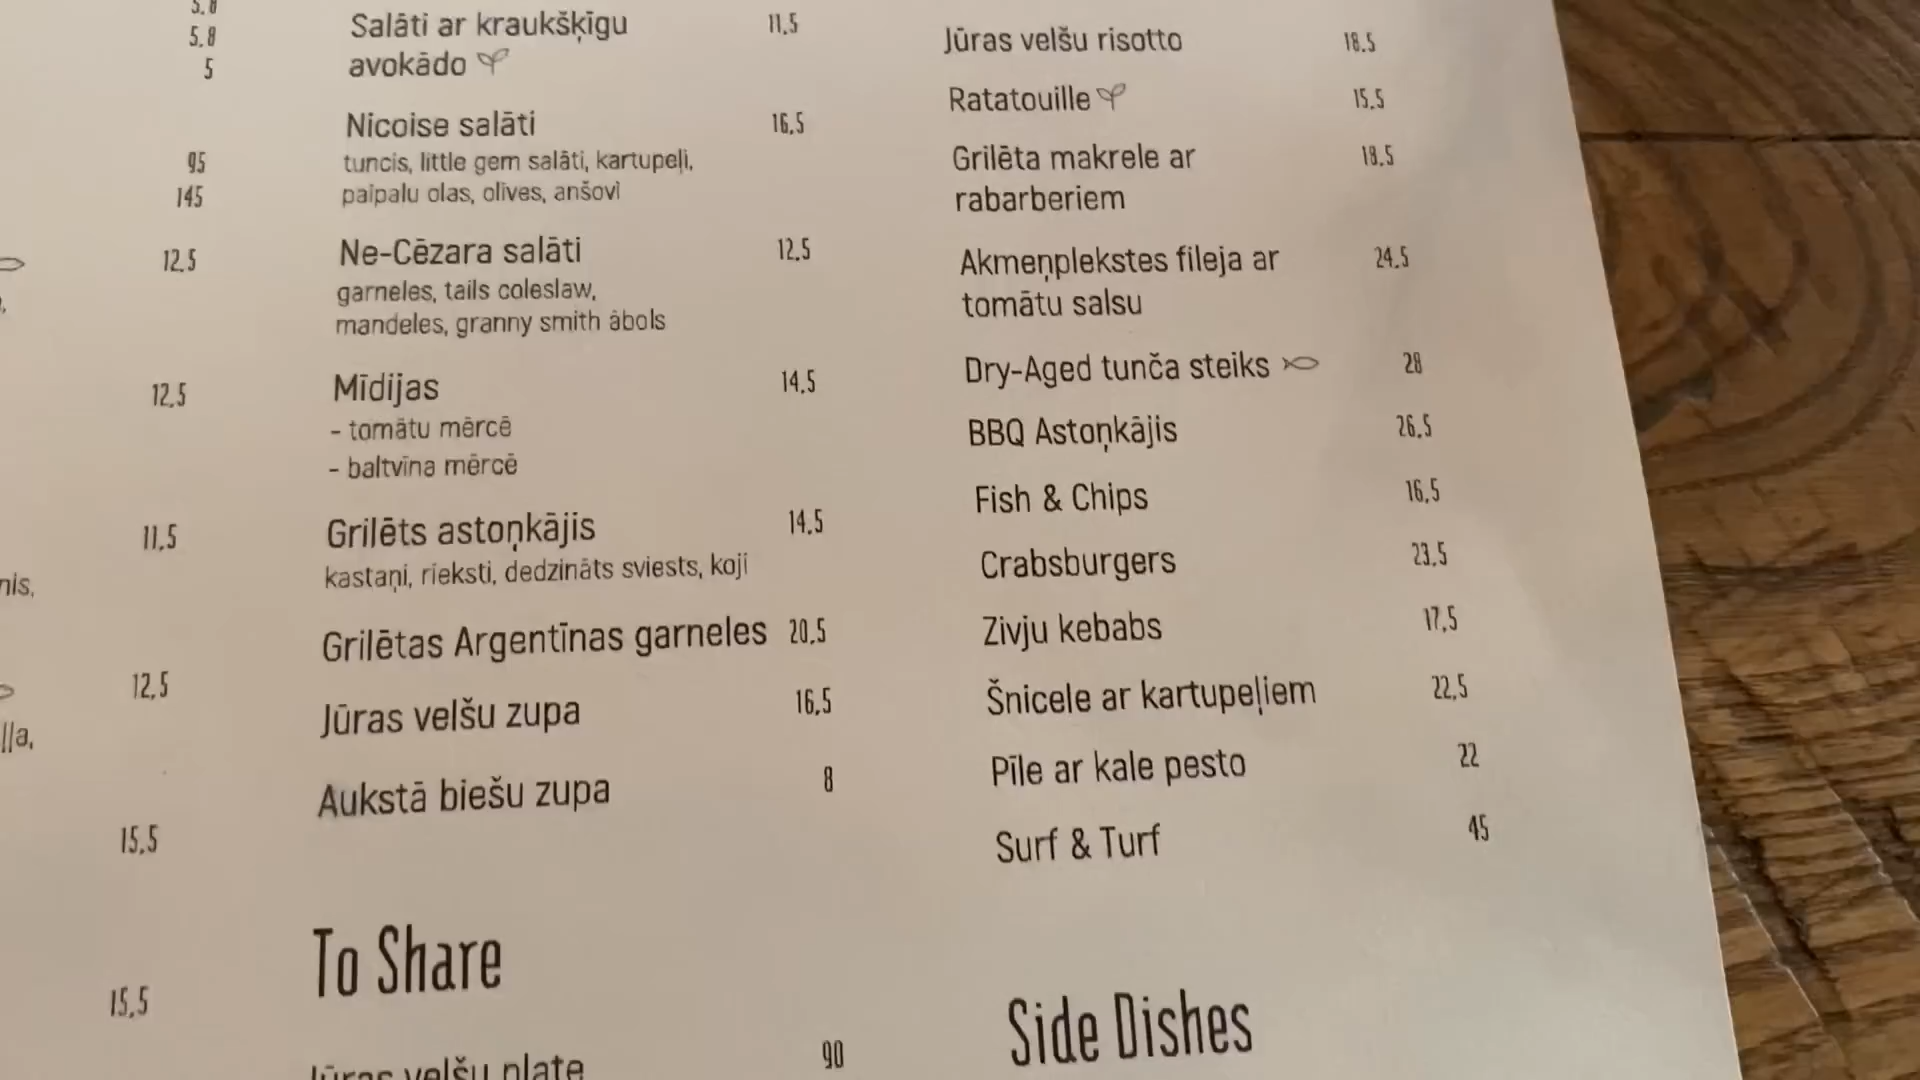 5.8
5.8
5
95
145
12,5
12,5
11,5
nis,
12,5
lla,
15,5
15,5
Salāti ar kraukšķīgu 11,5
avokādo
Nicoise salāti 16,5
tuncis, little gem salāti, kartupeļi,
paipalu olas, olives, anšovi
Ne-Cēzara salāti 12,5
garneles, tails coleslaw,
mandeles, granny smith ābols
Mīdijas 14,5
- tomātu mērcē
- baltvīna mērcē
Grilēts astoņkājis 14,5
kastaņi, rieksti, dedzināts sviests, koji
Grilētas Argentīnas garneles 20,5
Jūras velšu zupa 16,5
Aukstā biešu zupa 8
To Share
Jūras velšu plate 90
Jūras velšu risotto 18.5
Ratatouille 15,5
Grilēta makrele ar 18.5
rabarberiem
Akmeņplekstes fileja ar 24,5
tomātu salsu
Dry-Aged tunča steiks 28
BBQ Astoņkājis 26,5
Fish & Chips 16,5
Crabsburgers 23,5
Zivju kebabs 17,5
Šnicele ar kartupeļiem 22,5
Pīle ar kale pesto 22
Surf & Turf 45
Side Dishes